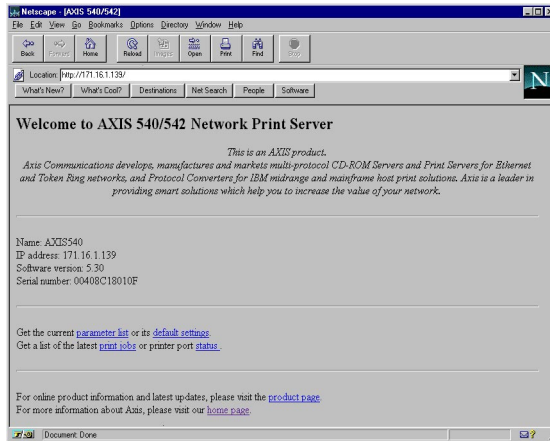 Netscape - [AXIS 540/542]
File Edit View Go Bookmarks Options Directory Window Help
Back Forward Home Reload Images Open Print Find Stop
Location: http://171.16.1.139/
What's New? What's Cool? Destinations Net Search People Software
N
Welcome to AXIS 540/542 Network Print Server
This is an AXIS product.
Axis Communications develops, manufactures and markets multi-protocol CD-ROM Servers and Print Servers for Ethernet
and Token Ring networks, and Protocol Converters for IBM midrange and mainframe host print solutions. Axis is a leader in
providing smart solutions which help you to increase the value of your network.
Name: AXIS540
IP address: 171.16.1.139
Software version: 5.30
Serial number: 00408C18010F
Get the current parameter list or its default settings.
Get a list of the latest print jobs or printer port status .
For online product information and latest updates, please visit the product page.
For more information about Axis, please visit our home page.
Document: Done